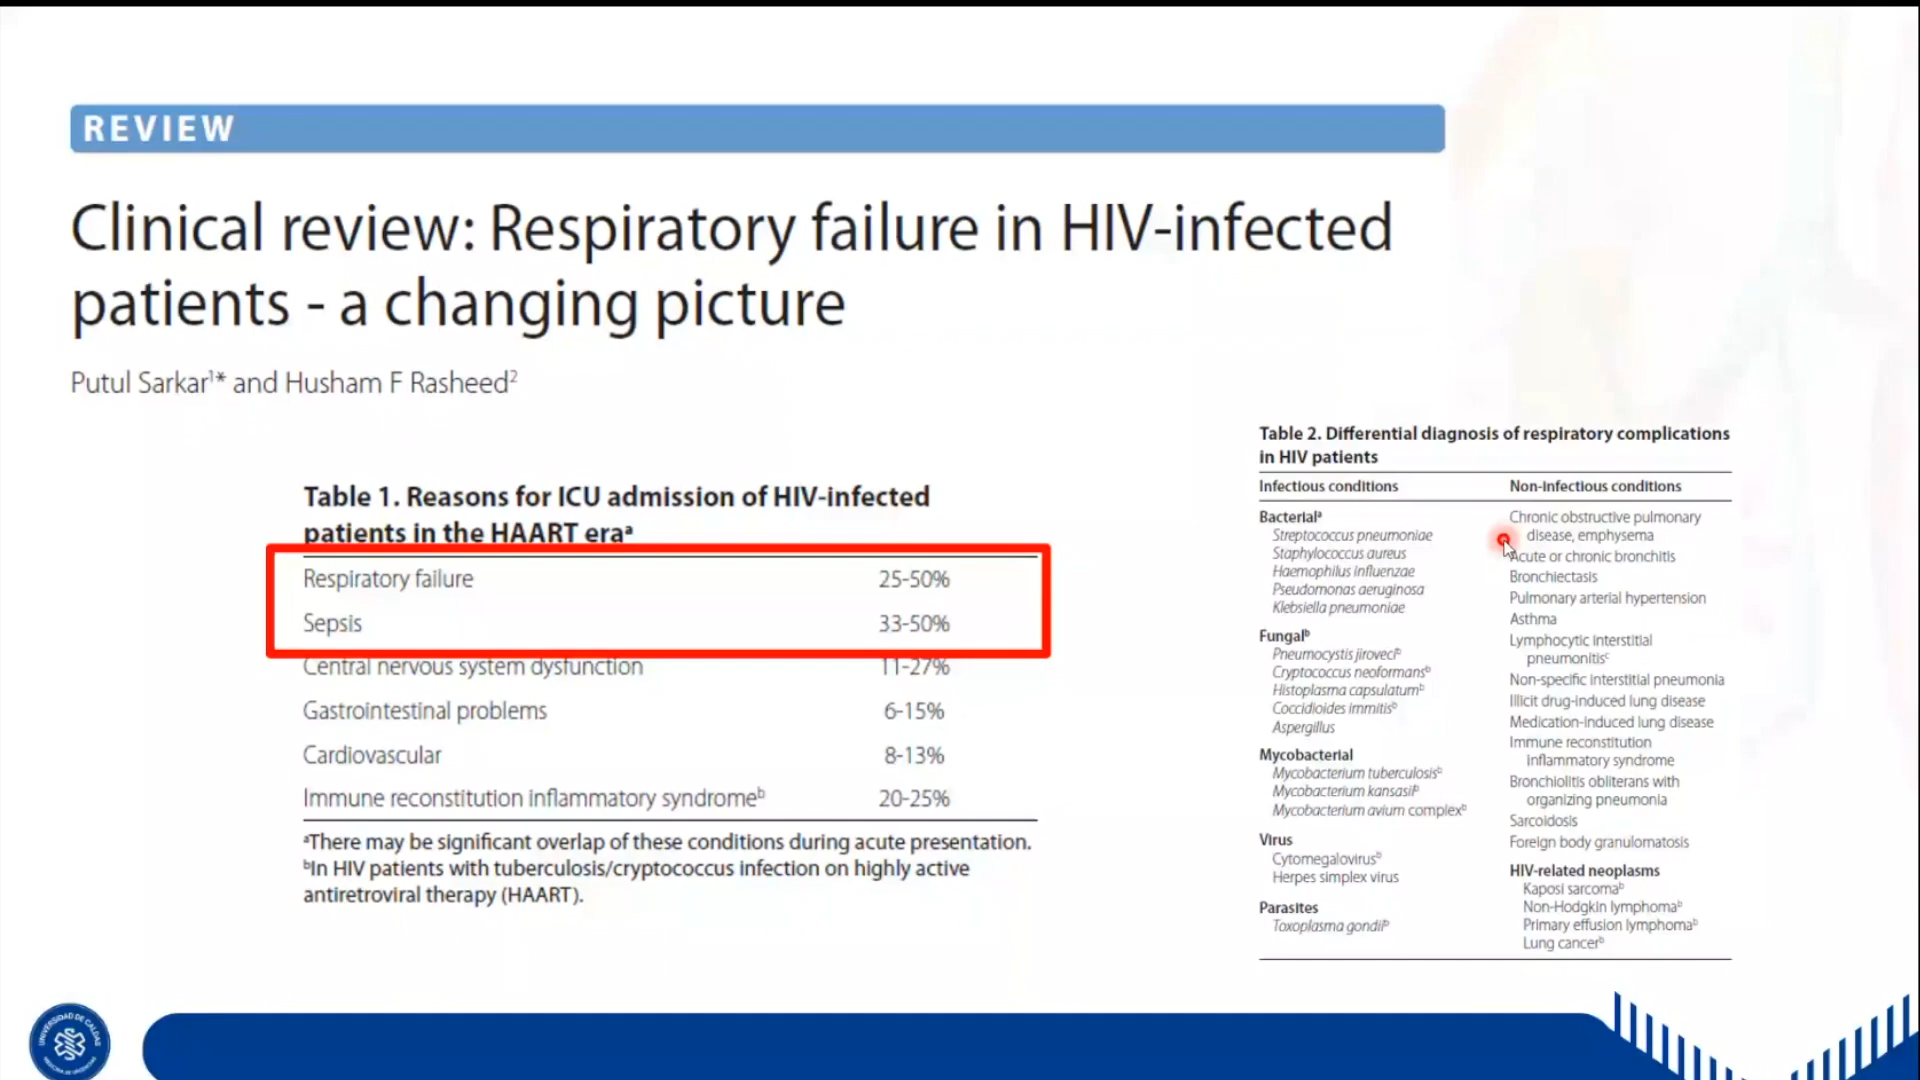 REVIEW
Clinical review: Respiratory failure in HIV-infected
patients - a changing picture
Putul Sarkar¹* and Husham F Rasheed²
Table 1. Reasons for ICU admission of HIV-infected
patients in the HAART eraᵃ
Respiratory failure 25-50%
Sepsis 33-50%
Central nervous system dysfunction 11-27%
Gastrointestinal problems 6-15%
Cardiovascular 8-13%
Immune reconstitution inflammatory syndromeᵇ 20-25%
ᵃThere may be significant overlap of these conditions during acute presentation.
ᵇIn HIV patients with tuberculosis/cryptococcus infection on highly active
antiretroviral therapy (HAART).
Table 2. Differential diagnosis of respiratory complications
in HIV patients
Infectious conditions
Bacterialᵃ
Streptococcus pneumoniae
Staphylococcus aureus
Haemophilus influenzae
Pseudomonas aeruginosa
Klebsiella pneumoniae
Fungalᵇ
Pneumocystis jiroveciᵇ
Cryptococcus neoformansᵇ
Histoplasma capsulatumᵇ
Coccidioides immitisᵇ
Aspergillus
Mycobacterial
Mycobacterium tuberculosisᵇ
Mycobacterium kansasiiᵇ
Mycobacterium avium complexᵇ
Virus
Cytomegalovirusᵇ
Herpes simplex virus
Parasites
Toxoplasma gondiiᵇ
Non-infectious conditions
Chronic obstructive pulmonary
disease, emphysema
Acute or chronic bronchitis
Bronchiectasis
Pulmonary arterial hypertension
Asthma
Lymphocytic interstitial
pneumonitisᶜ
Non-specific interstitial pneumonia
Illicit drug-induced lung disease
Medication-induced lung disease
Immune reconstitution
inflammatory syndrome
Bronchiolitis obliterans with
organizing pneumonia
Sarcoidosis
Foreign body granulomatosis
HIV-related neoplasms
Kaposi sarcomaᵇ
Non-Hodgkin lymphomaᵇ
Primary effusion lymphomaᵇ
Lung cancerᵇ
UNIVERSIDAD DE CALDAS
MEDICINA DE URGENCIAS